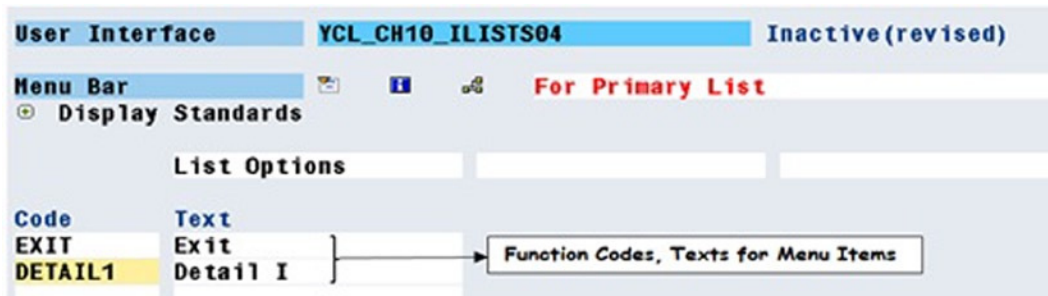 User Interface YCL_CH10_ILISTS04 Inactive(revised)
Menu Bar For Primary List
Display Standards
List Options
Code Text
EXIT Exit
DETAIL1 Detail I
Function Codes, Texts for Menu Items